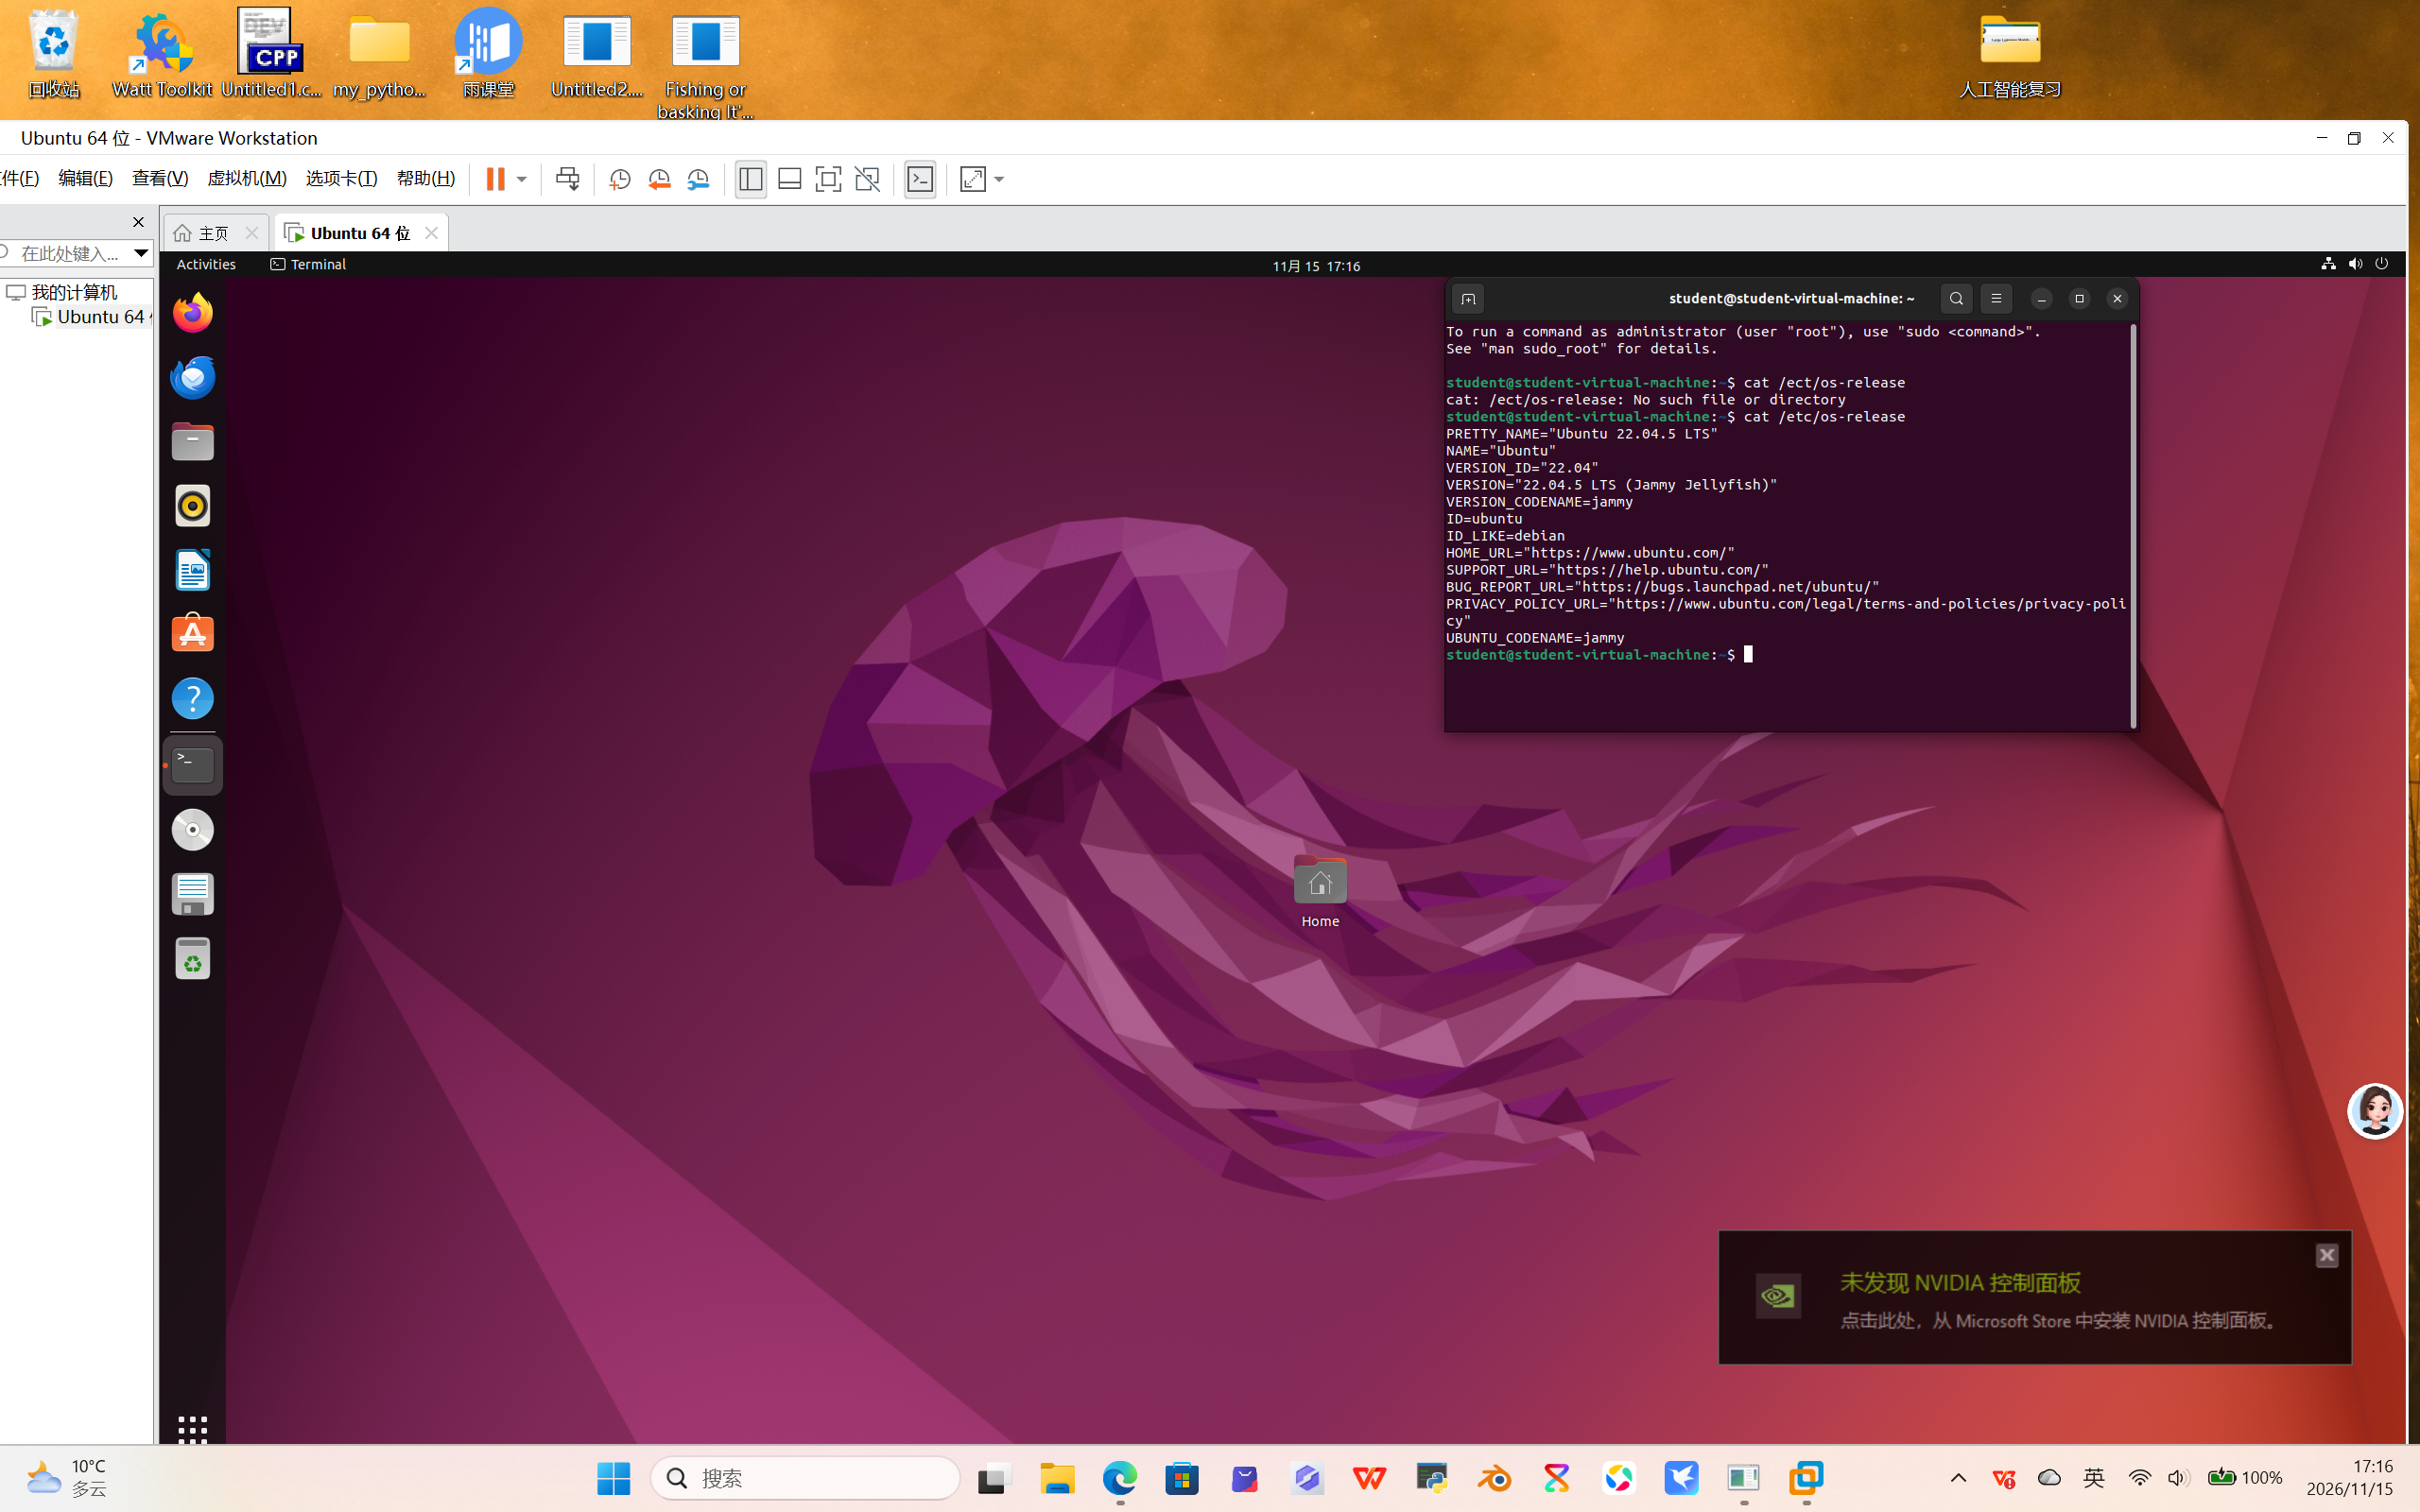 DEV
CPP
回收站
Watt Toolkit
Untitled1.c...
my_pytho...
雨课堂
Untitled2....
Fishing or
basking It'...
人工智能复习
Ubuntu 64 位 - VMware Workstation
件(F)
编辑(E)
查看(V)
虚拟机(M)
选项卡(T)
帮助(H)
在此处键入...
主页
Ubuntu 64 位
我的计算机
Ubuntu 64
Activities
Terminal
11月 15 17:16
student@student-virtual-machine: ~
To run a command as administrator (user "root"), use "sudo <command>".
See "man sudo_root" for details.
student@student-virtual-machine:~$ cat /ect/os-release
cat: /ect/os-release: No such file or directory
student@student-virtual-machine:~$ cat /etc/os-release
PRETTY_NAME="Ubuntu 22.04.5 LTS"
NAME="Ubuntu"
VERSION_ID="22.04"
VERSION="22.04.5 LTS (Jammy Jellyfish)"
VERSION_CODENAME=jammy
ID=ubuntu
ID_LIKE=debian
HOME_URL="https://www.ubuntu.com/"
SUPPORT_URL="https://help.ubuntu.com/"
BUG_REPORT_URL="https://bugs.launchpad.net/ubuntu/"
PRIVACY_POLICY_URL="https://www.ubuntu.com/legal/terms-and-policies/privacy-poli
cy"
UBUNTU_CODENAME=jammy
student@student-virtual-machine:~$
Home
未发现 NVIDIA 控制面板
点击此处，从 Microsoft Store 中安装 NVIDIA 控制面板。
10°C
多云
搜索
英
100%
17:16
2026/11/15